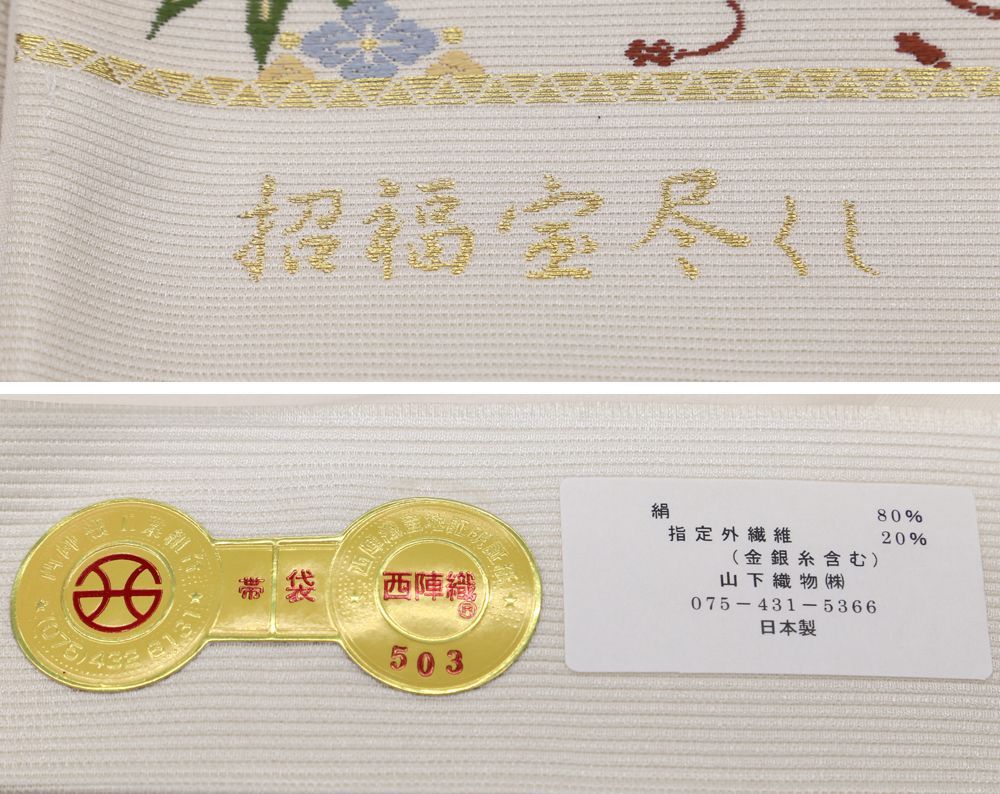 招福宝尽くし
帯 袋
西陣織
503
絹 80%
指定外繊維 20%
(金銀糸含む)
山下織物㈱
075-431-5366
日本製